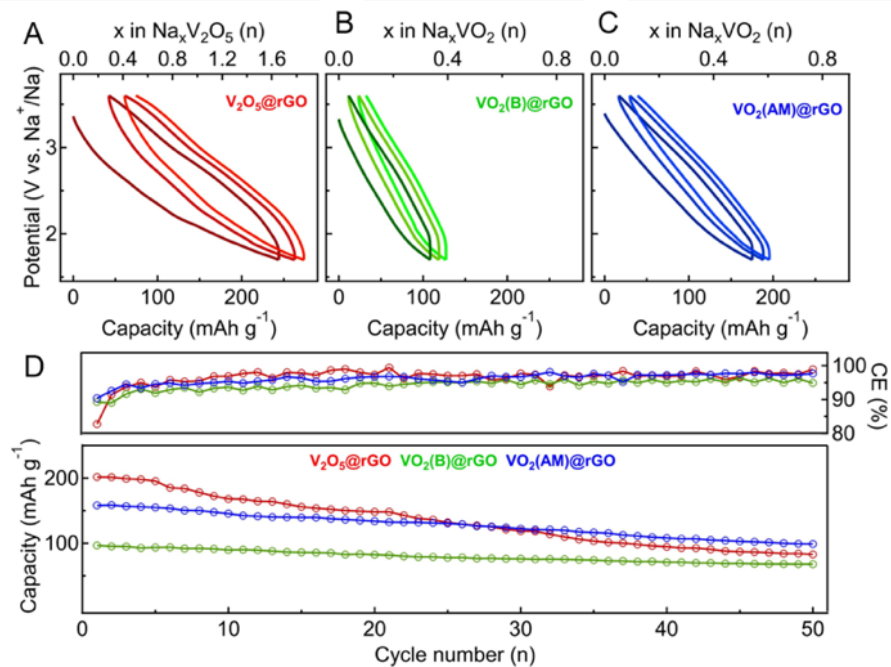 A
x in NaₓV₂O₅ (n)
0.0 0.4 0.8 1.2 1.6
V₂O₅@rGO
Potential (V vs. Na⁺/Na)
3
2
0 100 200
Capacity (mAh g⁻¹)
B
x in NaₓVO₂ (n)
0.0 0.4 0.8
VO₂(B)@rGO
0 100 200
Capacity (mAh g⁻¹)
C
x in NaₓVO₂ (n)
0.0 0.4 0.8
VO₂(AM)@rGO
0 100 200
Capacity (mAh g⁻¹)
D
100
90
80
CE (%)
V₂O₅@rGO VO₂(B)@rGO VO₂(AM)@rGO
Capacity (mAh g⁻¹)
200
100
0 10 20 30 40 50
Cycle number (n)